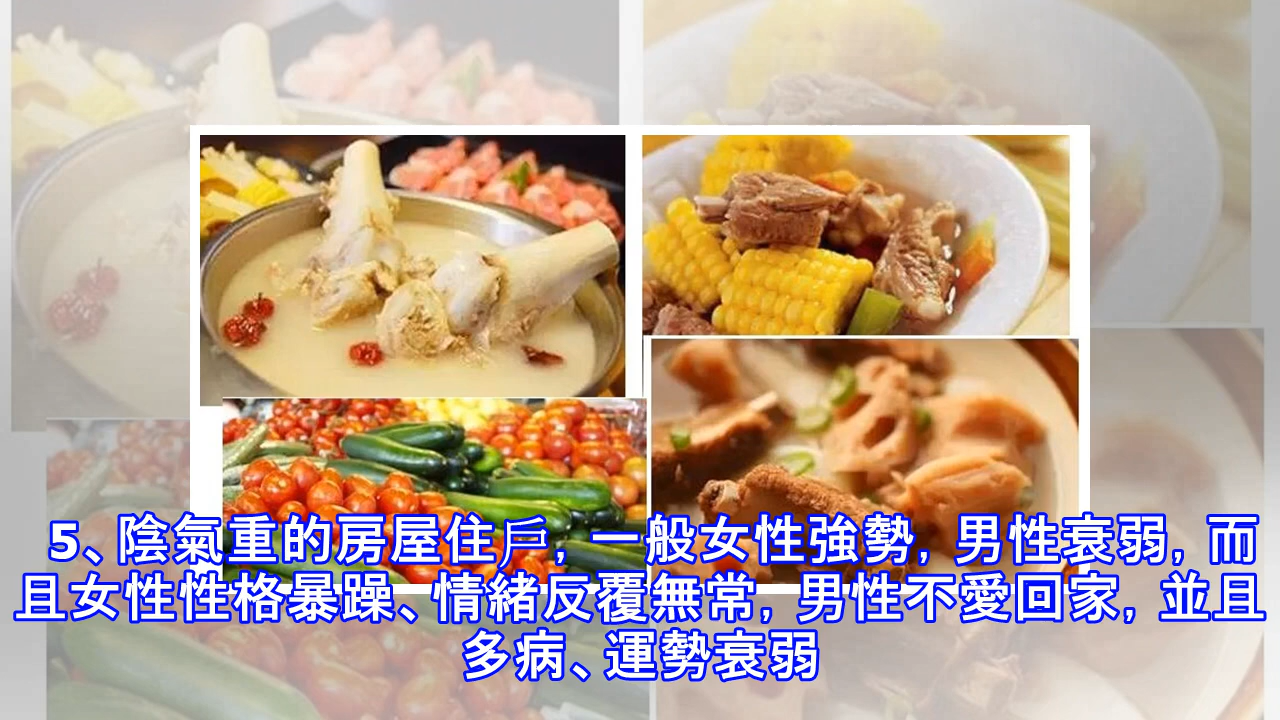 5、陰氣重的房屋住戶，一般女性強勢，男性衰弱，而
且女性性格暴躁、情緒反覆無常，男性不愛回家，並且
多病、運勢衰弱